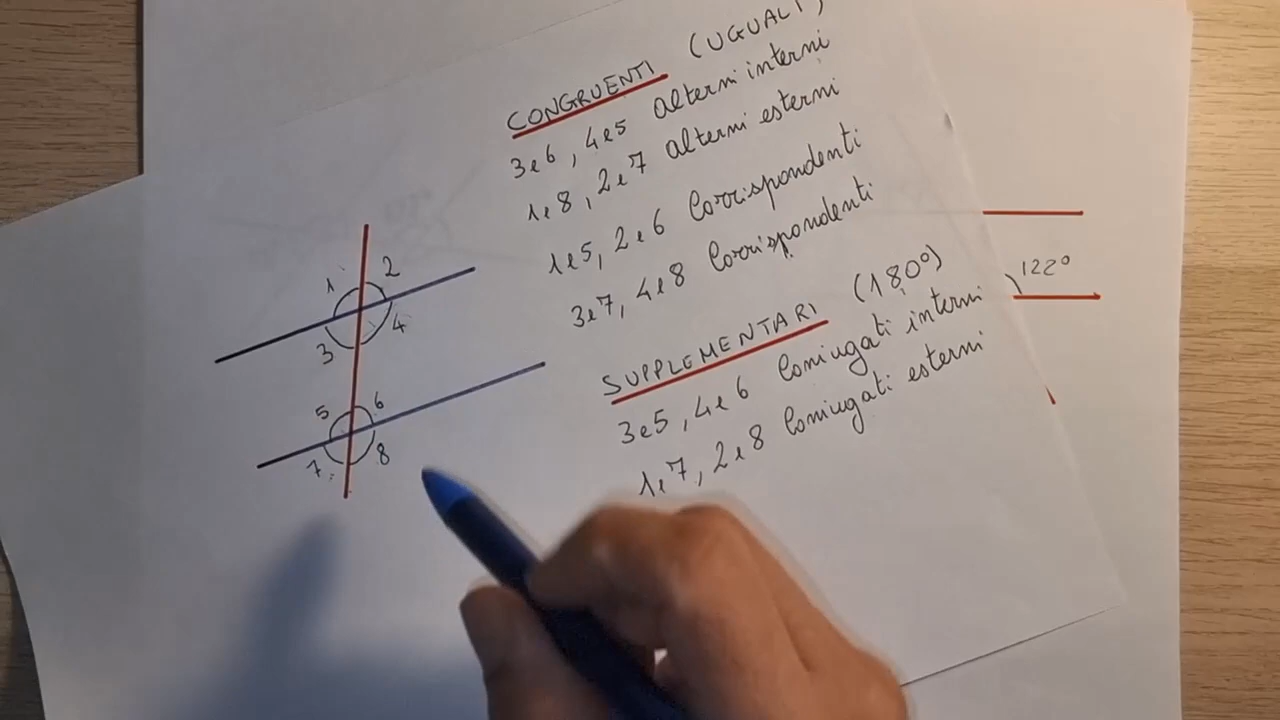 CONGRUENTI (UGUALI)
3e6, 4e5 alterni interni
1e8, 2e7 alterni esterni
1e5, 2e6 Corrispondenti
3e7, 4e8 Corrispondenti
SUPPLEMENTARI (180°)
3e5, 4e6 Coniugati interni
1e7, 2e8 Coniugati esterni
1 2
3 4
5 6
7 8
122°